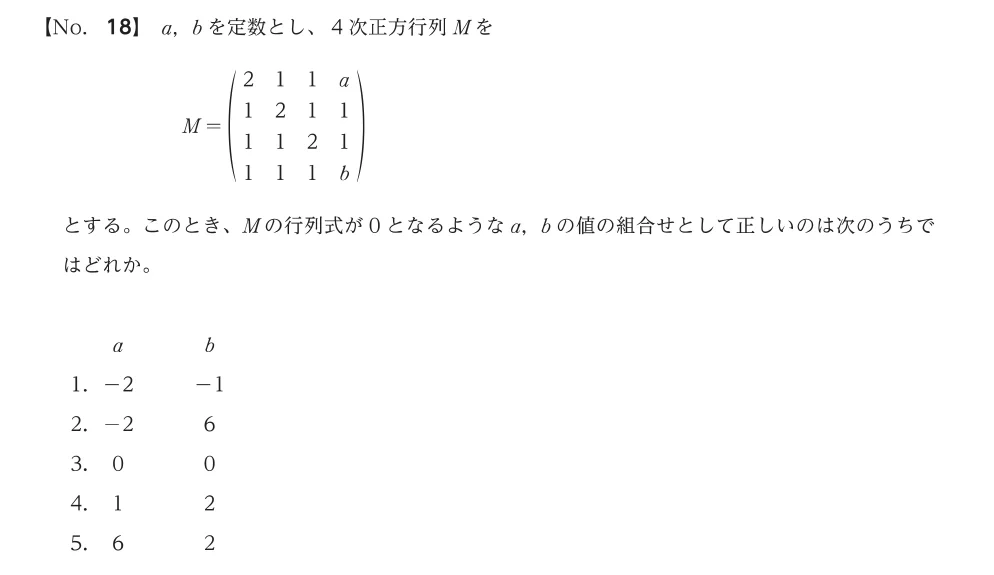 【No. 18】 a, b を定数とし、4次正方行列 M を
2 1 1 a
1 2 1 1
M=
1 1 2 1
1 1 1 b
とする。このとき、M の行列式が 0 となるような a, b の値の組合せとして正しいのは次のうちで
はどれか。
a b
1. −2 −1
2. −2 6
3. 0 0
4. 1 2
5. 6 2